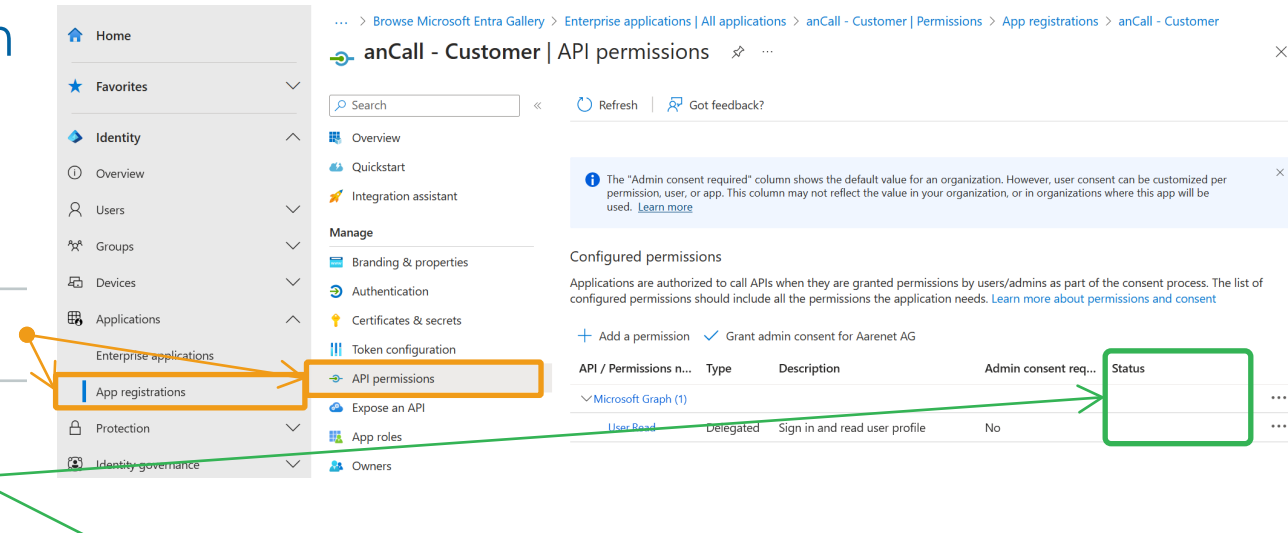 … > Browse Microsoft Entra Gallery > Enterprise applications | All applications > anCall - Customer | Permissions > App registrations > anCall - Customer
anCall - Customer | API permissions
Home
Favorites
Identity
Overview
Users
Groups
Devices
Applications
Enterprise applications
App registrations
Protection
Identity governance
Search
Overview
Quickstart
Integration assistant
Manage
Branding & properties
Authentication
Certificates & secrets
Token configuration
API permissions
Expose an API
App roles
Owners
Refresh | Got feedback?
The "Admin consent required" column shows the default value for an organization. However, user consent can be customized per
permission, user, or app. This column may not reflect the value in your organization, or in organizations where this app will be
used. Learn more
Configured permissions
Applications are authorized to call APIs when they are granted permissions by users/admins as part of the consent process. The list of
configured permissions should include all the permissions the application needs. Learn more about permissions and consent
Add a permission Grant admin consent for Aarenet AG
API / Permissions n... Type Description Admin consent req... Status
Microsoft Graph (1)
User.Read Delegated Sign in and read user profile No